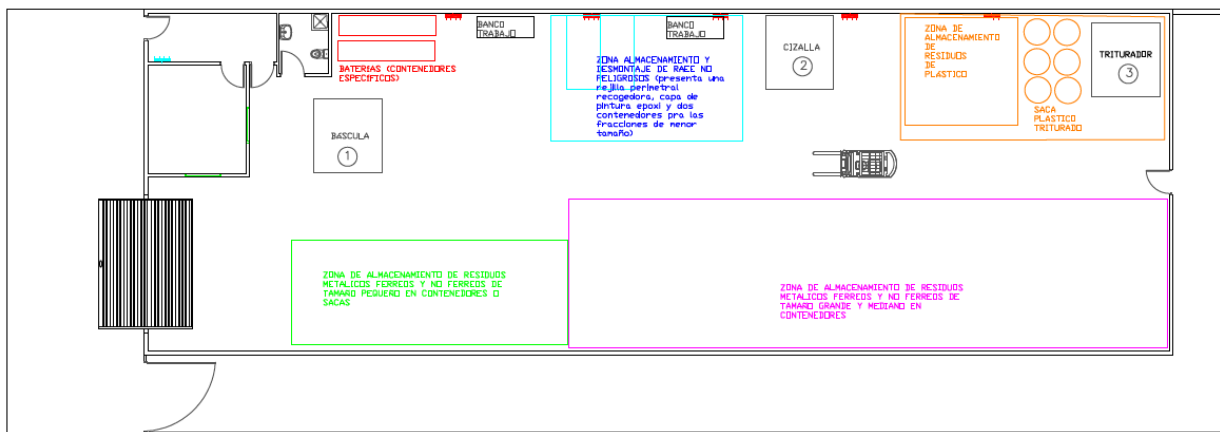 BANCO
TRABAJO
BATERIAS (CONTENEDORES
ESPECIFICOS)
BASCULA
1
ZONA ALMACENAMIENTO Y
DESMONTAJE DE RAEE NO
PELIGROSOS (presenta una
rejilla perimetral
recogedora, capa de
pintura epoxi y dos
contenedores pra las
fracciones de menor
tamaño)
BANCO
TRABAJO
CIZALLA
2
ZONA DE
ALMACENAMIENTO
DE
RESIDUOS
DE
PLASTICO
SACA
PLASTICO
TRITURADO
TRITURADOR
3
ZONA DE ALMACENAMIENTO DE RESIDUOS
METALICOS FERREOS Y NO FERREOS DE
TAMAÑO PEQUEÑO EN CONTENEDORES O
SACAS
ZONA DE ALMACENAMIENTO DE RESIDUOS
METALICOS FERREOS Y NO FERREOS DE
TAMAÑO GRANDE Y MEDIANO EN
CONTENEDORES